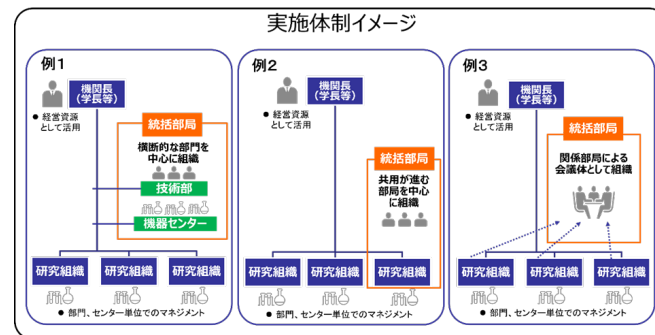 実施体制イメージ
例1
機関長
(学長等)
● 経営資源
として活用
統括部局
横断的な部門を
中心に組織
技術部
機器センター
研究組織
研究組織
研究組織
● 部門、センター単位でのマネジメント
例2
機関長
(学長等)
● 経営資源
として活用
統括部局
共用が進む
部局を中心
に組織
研究組織
研究組織
研究組織
● 部門、センター単位でのマネジメント
例3
機関長
(学長等)
● 経営資源
として活用
統括部局
関係部局による
会議体として組織
研究組織
研究組織
研究組織
● 部門、センター単位でのマネジメント